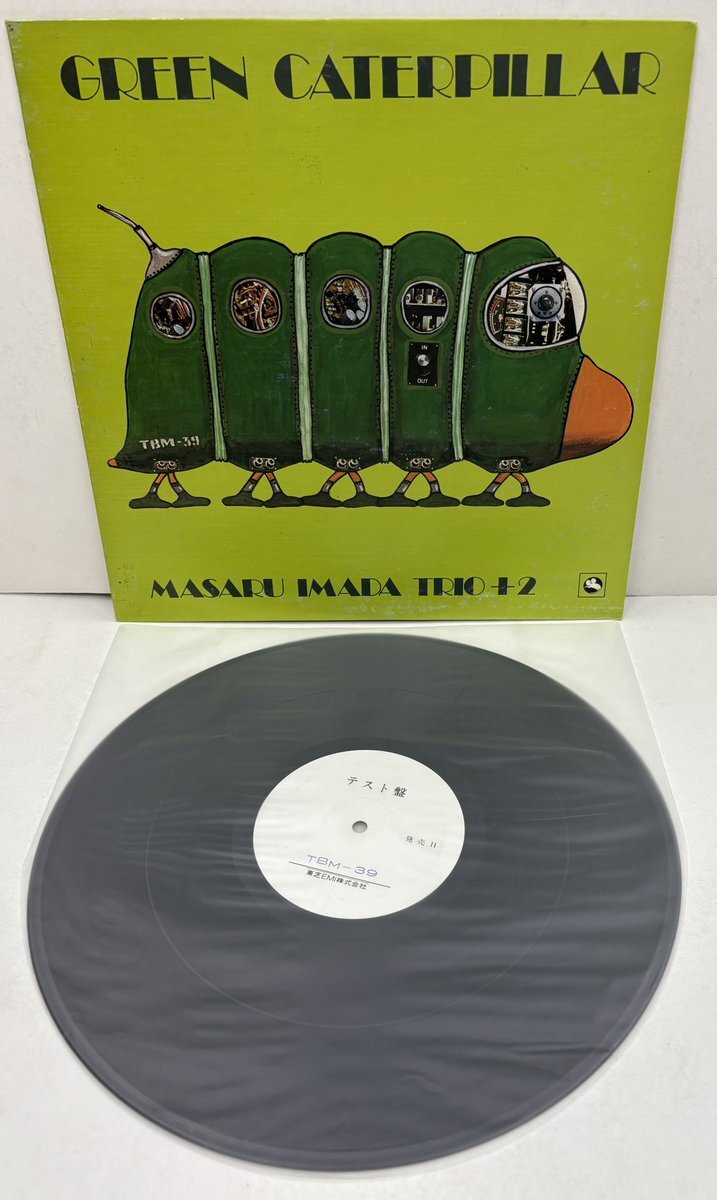 GREEN CATERPILLAR
IN
OUT
TBM-39
MASARU IMADA TRIO+2
テスト盤
発売日
TBM-39
東芝EMI株式会社